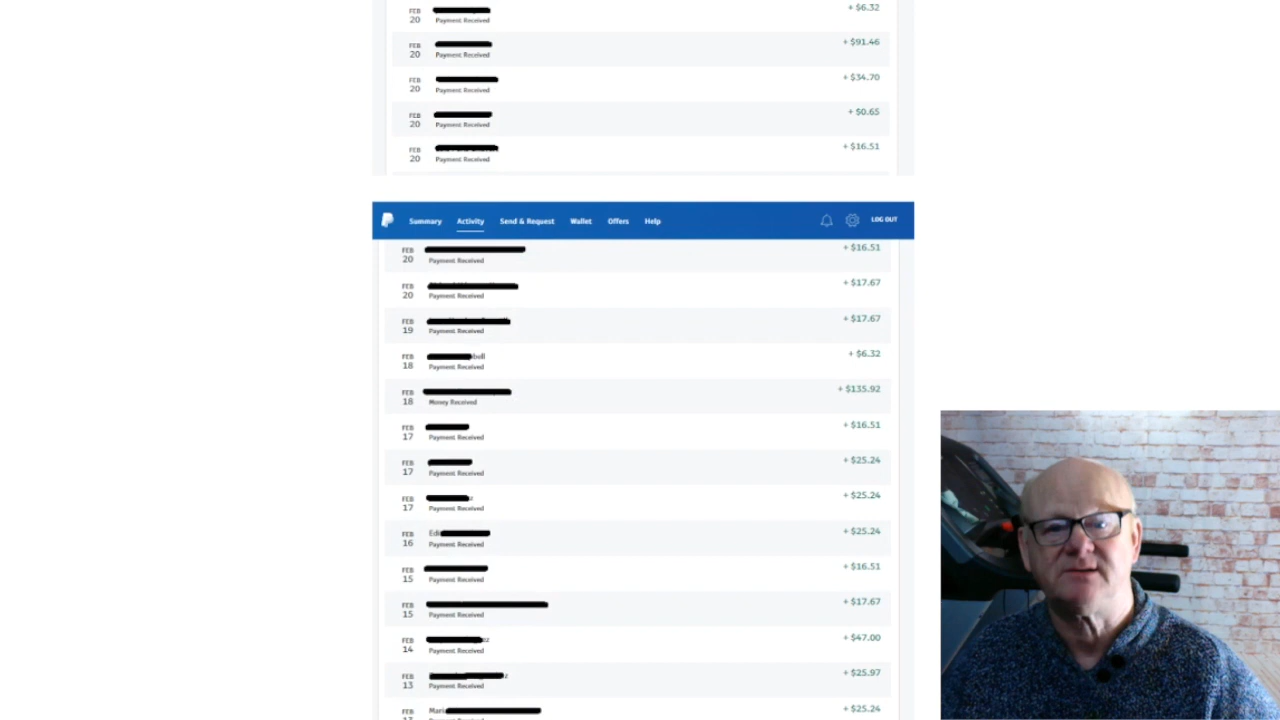 FEB + $6.32
20 Payment Received
FEB + $91.46
20 Payment Received
FEB + $34.70
20 Payment Received
FEB + $0.65
20 Payment Received
FEB + $16.51
20 Payment Received
Summary Activity Send & Request Wallet Offers Help LOG OUT
FEB + $16.51
20 Payment Received
FEB + $17.67
20 Payment Received
FEB + $17.67
19 Payment Received
FEB bell + $6.32
18 Payment Received
FEB + $135.92
18 Money Received
FEB + $16.51
17 Payment Received
FEB + $25.24
17 Payment Received
FEB + $25.24
17 Payment Received
FEB + $25.24
16 Payment Received
FEB + $16.51
15 Payment Received
FEB + $17.67
15 Payment Received
FEB + $47.00
14 Payment Received
FEB + $25.97
13 Payment Received
FEB Mari + $25.24
13 Payment Received